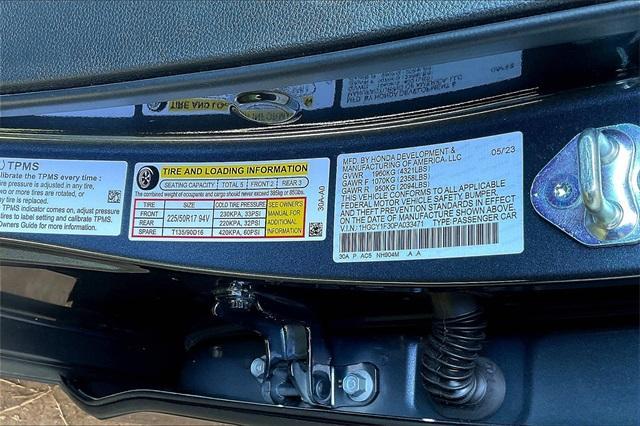 TPMS
alibrate the TPMS every time :
re pressure is adjusted in any tire,
wo or more tires are rotated, or
any tire is replaced.
TPMS indicator comes on, adjust pressure
tires to label setting and calibrate TPMS.
Owners Guide for more information.
TIRE AND LOADING INFORMATION
SEATING CAPACITY TOTAL 5 FRONT 2 REAR 3
The combined weight of occupants and cargo should never exceed 385kg or 850lbs.
TIRE SIZE COLD TIRE PRESSURE SEE OWNER'S MANUAL FOR ADDITIONAL INFORMATION
FRONT 225/50R17 94V 230KPA, 33PSI
REAR 220KPA, 32PSI
SPARE T135/90D16 420KPA, 60PSI
30A-A0
MFD. BY HONDA DEVELOPMENT & 05/23
MANUFACTURING OF AMERICA, LLC
GVWR 1960KG (4321LBS)
GAWR F 1070KG (2358LBS)
GAWR R 950KG (2094LBS)
THIS VEHICLE CONFORMS TO ALL APPLICABLE
FEDERAL MOTOR VEHICLE SAFETY, BUMPER,
AND THEFT PREVENTION STANDARDS IN EFFECT
ON THE DATE OF MANUFACTURE SHOWN ABOVE.
V.I.N.: 1HGCY1F30PA033471 TYPE:PASSENGER CAR
30A P AC5 NH904M A A